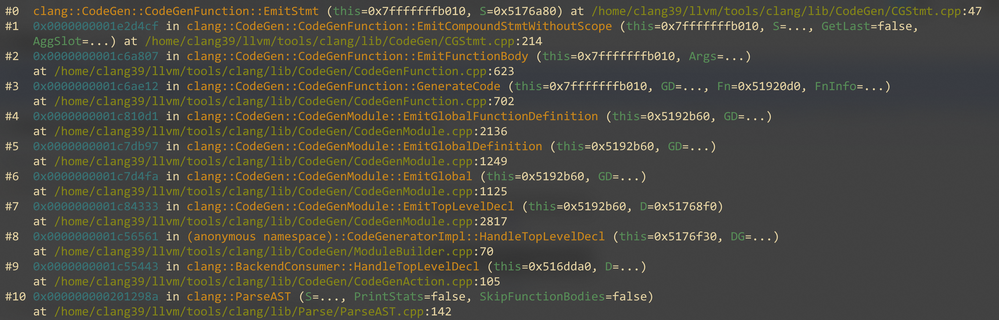 #0  clang::CodeGen::CodeGenFunction::EmitStmt (this=0x7fffffffb010, S=0x5176a80) at /home/clang39/llvm/tools/clang/lib/CodeGen/CGStmt.cpp:47
#1  0x0000000001e2d4cf in clang::CodeGen::CodeGenFunction::EmitCompoundStmtWithoutScope (this=0x7fffffffb010, S=..., GetLast=false,
    AggSlot=...) at /home/clang39/llvm/tools/clang/lib/CodeGen/CGStmt.cpp:214
#2  0x0000000001c6a807 in clang::CodeGen::CodeGenFunction::EmitFunctionBody (this=0x7fffffffb010, Args=...)
    at /home/clang39/llvm/tools/clang/lib/CodeGen/CodeGenFunction.cpp:623
#3  0x0000000001c6ae12 in clang::CodeGen::CodeGenFunction::GenerateCode (this=0x7fffffffb010, GD=..., Fn=0x51920d0, FnInfo=...)
    at /home/clang39/llvm/tools/clang/lib/CodeGen/CodeGenFunction.cpp:702
#4  0x0000000001c810d1 in clang::CodeGen::CodeGenModule::EmitGlobalFunctionDefinition (this=0x5192b60, GD=...)
    at /home/clang39/llvm/tools/clang/lib/CodeGen/CodeGenModule.cpp:2136
#5  0x0000000001c7db97 in clang::CodeGen::CodeGenModule::EmitGlobalDefinition (this=0x5192b60, GD=...)
    at /home/clang39/llvm/tools/clang/lib/CodeGen/CodeGenModule.cpp:1249
#6  0x0000000001c7d4fa in clang::CodeGen::CodeGenModule::EmitGlobal (this=0x5192b60, GD=...)
    at /home/clang39/llvm/tools/clang/lib/CodeGen/CodeGenModule.cpp:1125
#7  0x0000000001c84333 in clang::CodeGen::CodeGenModule::EmitTopLevelDecl (this=0x5192b60, D=0x51768f0)
    at /home/clang39/llvm/tools/clang/lib/CodeGen/CodeGenModule.cpp:2817
#8  0x0000000001c56561 in (anonymous namespace)::CodeGeneratorImpl::HandleTopLevelDecl (this=0x5176f30, DG=...)
    at /home/clang39/llvm/tools/clang/lib/CodeGen/ModuleBuilder.cpp:70
#9  0x0000000001c55443 in clang::BackendConsumer::HandleTopLevelDecl (this=0x516dda0, D=...)
    at /home/clang39/llvm/tools/clang/lib/CodeGen/CodeGenAction.cpp:105
#10 0x000000000201298a in clang::ParseAST (S=..., PrintStats=false, SkipFunctionBodies=false)
    at /home/clang39/llvm/tools/clang/lib/Parse/ParseAST.cpp:142